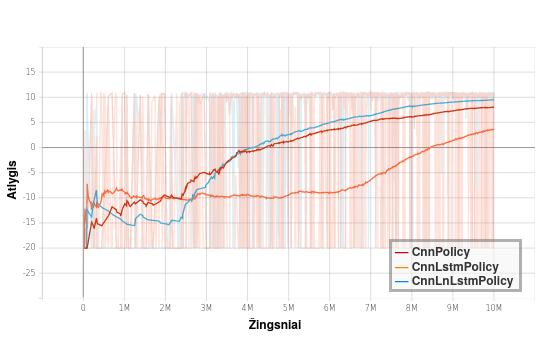 15
10
5
0
-5
-10
-15
-20
-25
Atlygis
0
1M
2M
3M
4M
5M
6M
7M
8M
9M
10M
Žingsniai
CnnPolicy
CnnLstmPolicy
CnnLnLstmPolicy